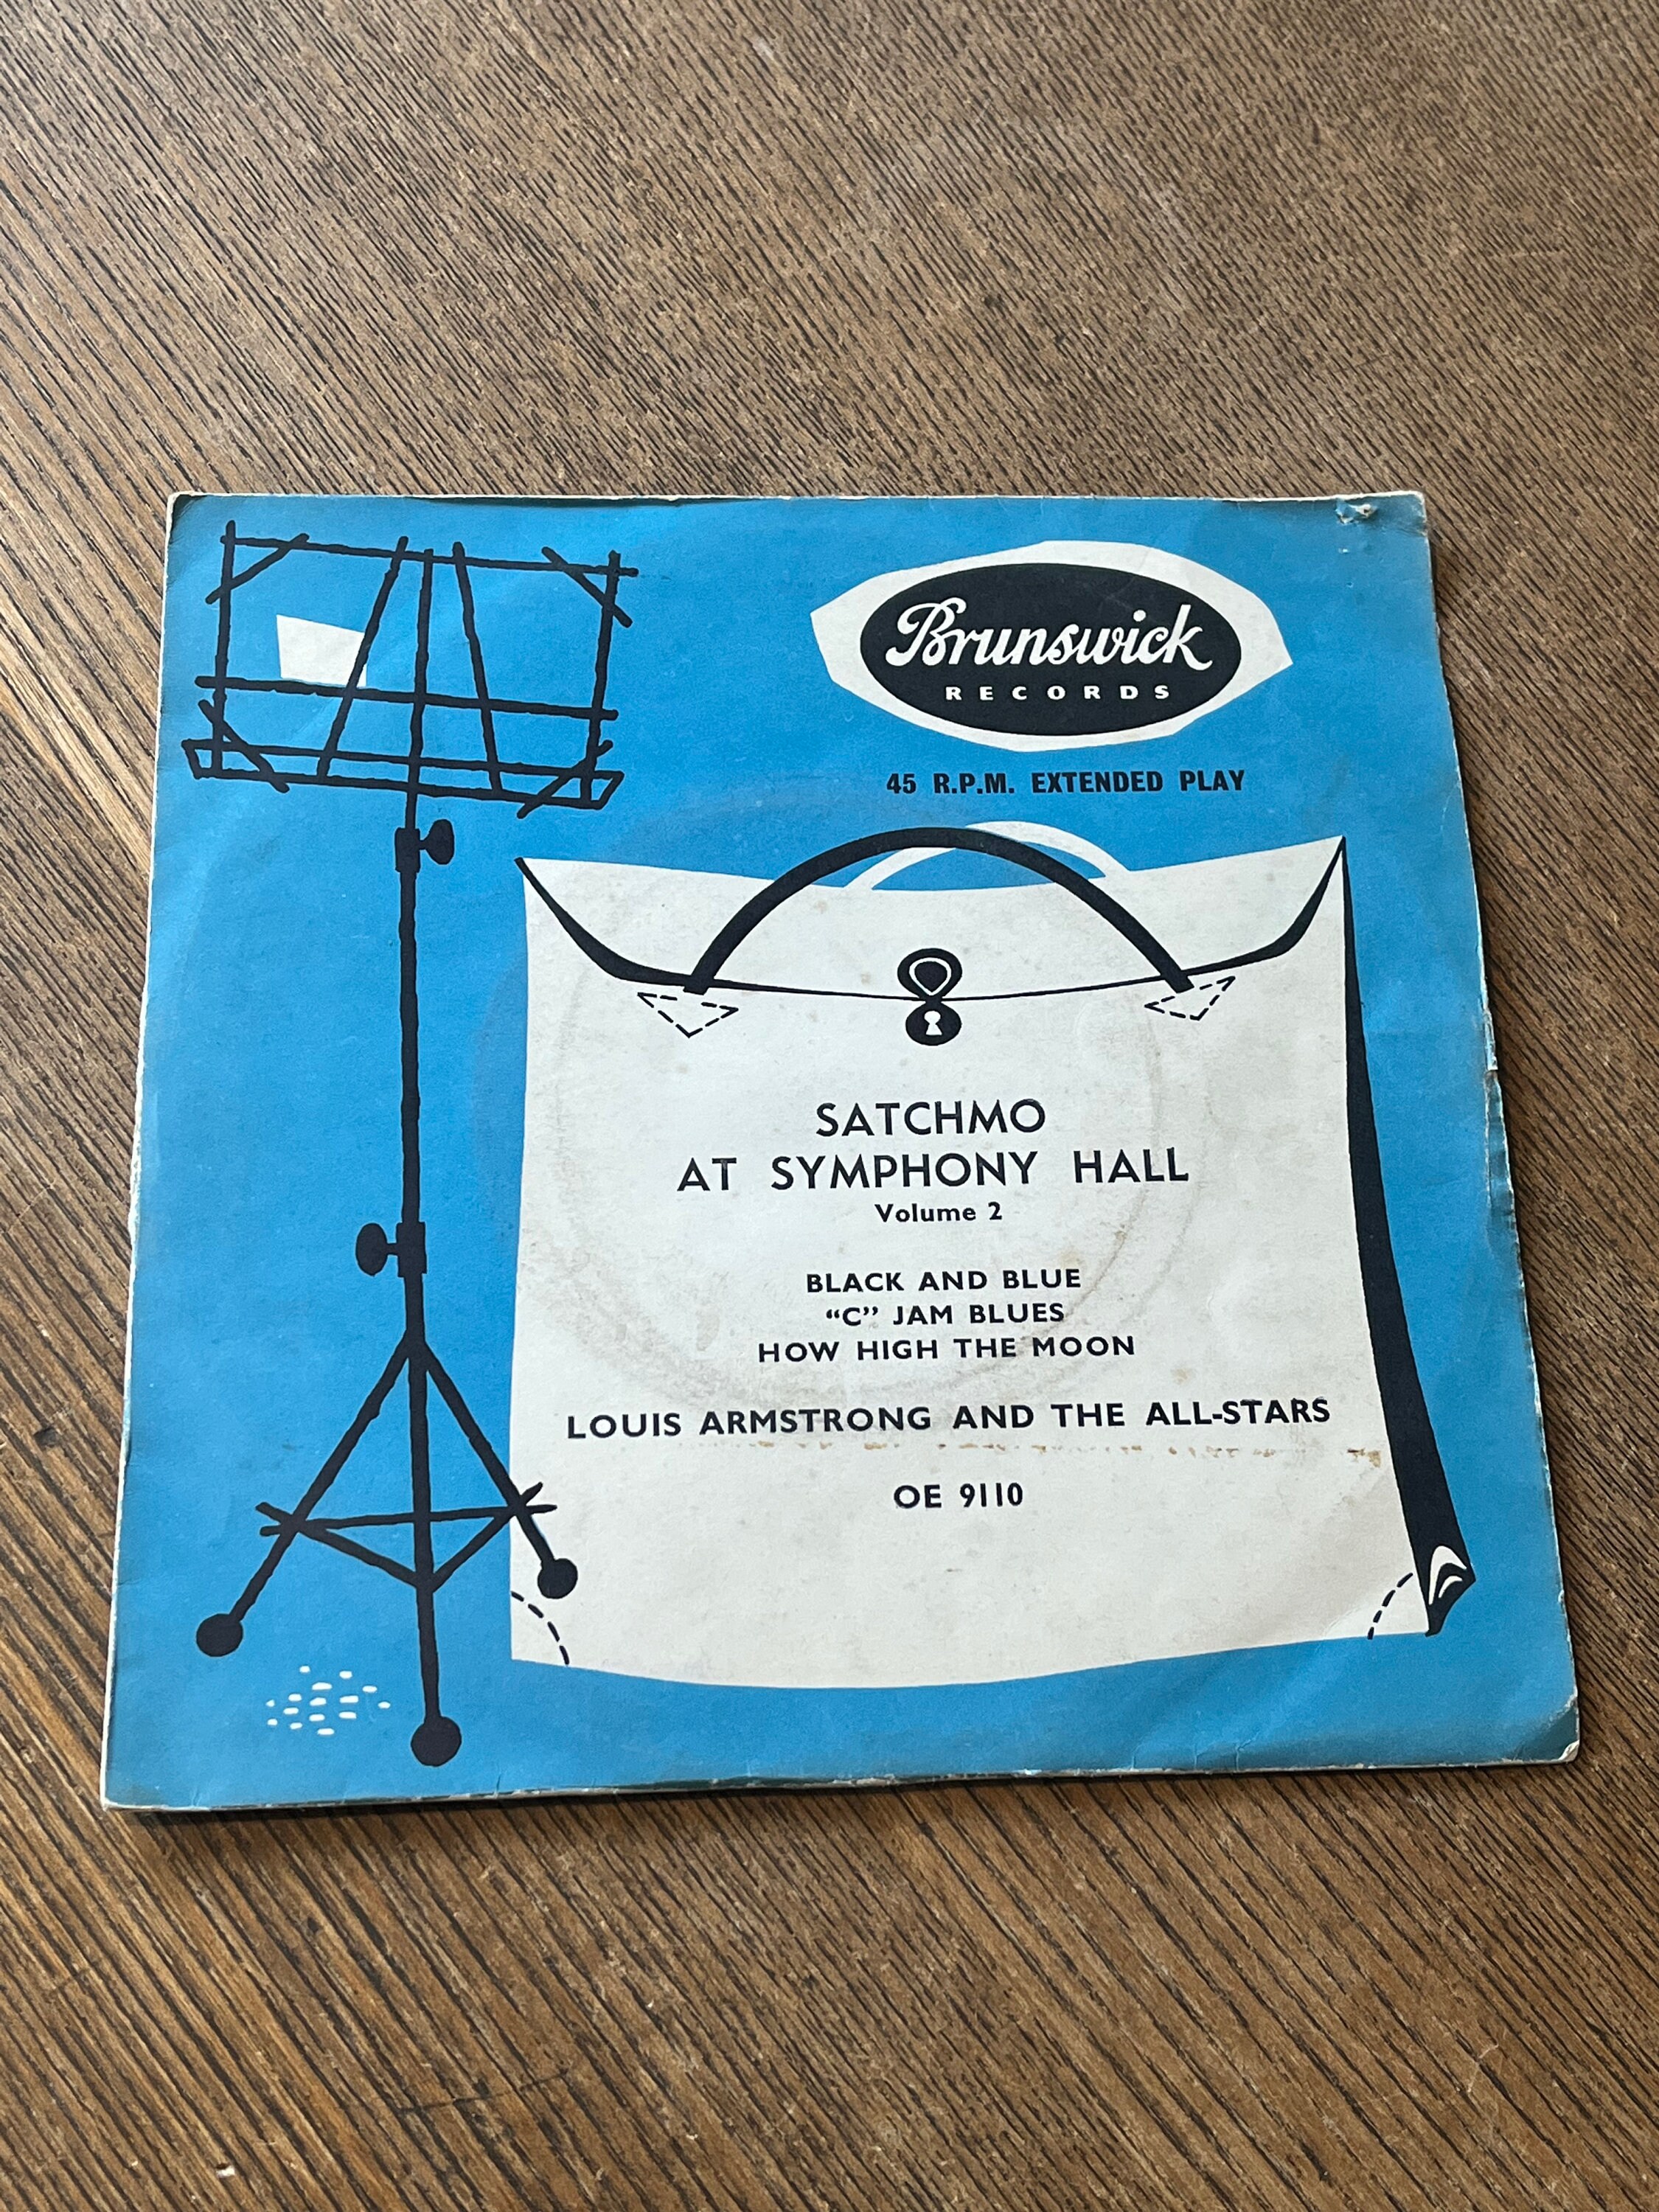 Brunswick
RECORDS
45 R.P.M. EXTENDED PLAY
SATCHMO
AT SYMPHONY HALL
Volume 2
BLACK AND BLUE
“C” JAM BLUES
HOW HIGH THE MOON
LOUIS ARMSTRONG AND THE ALL-STARS
OE 9110